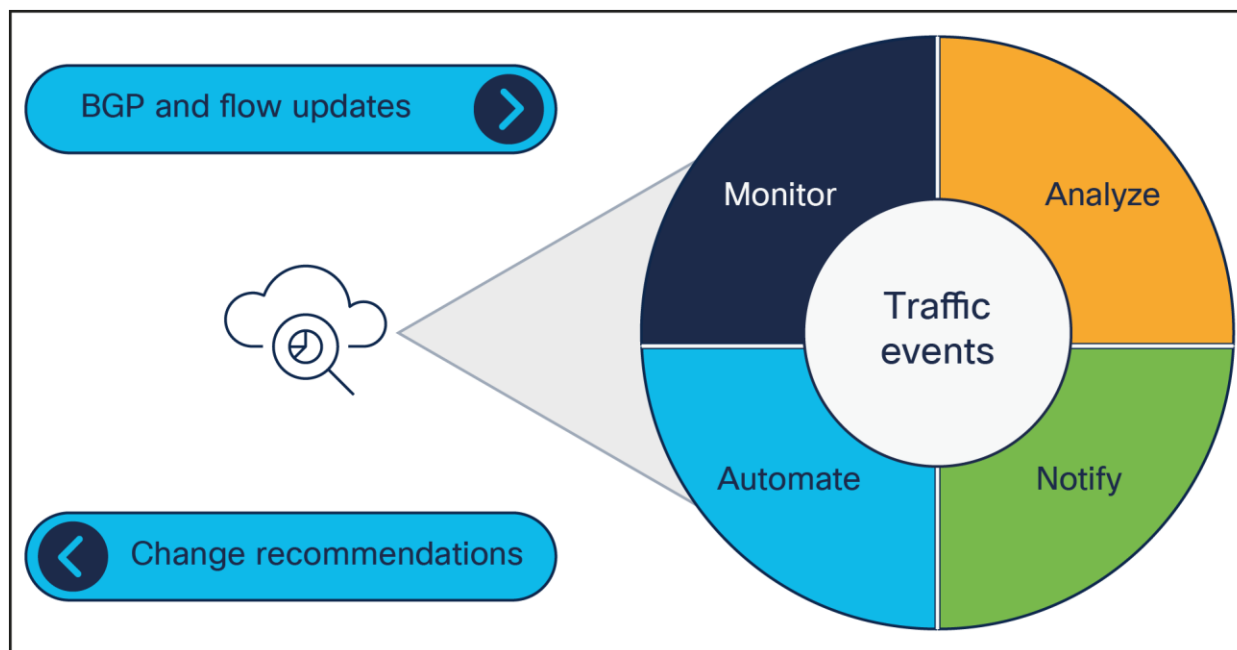 BGP and flow updates
Monitor
Analyze
Traffic
events
Automate
Notify
Change recommendations